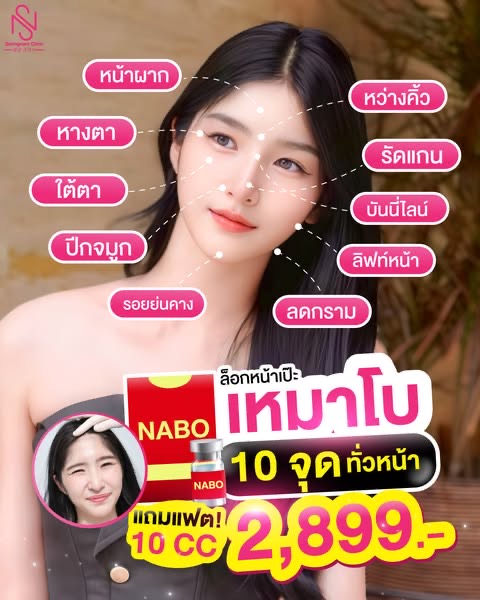 NS
หน้าผาก
หว่างคิ้ว
หางตา
รัดแกน
ใต้ตา
บันนี่ไลน์
ปีกจมูก
ลิฟท์หน้า
รอยย่นคาง
ลดกราม
ล็อกหน้าเป๊ะ
เหมาโบ
NABO
10 จุด ทั่วหน้า
NABO
แถมแฟต!
10 CC
2,899.-